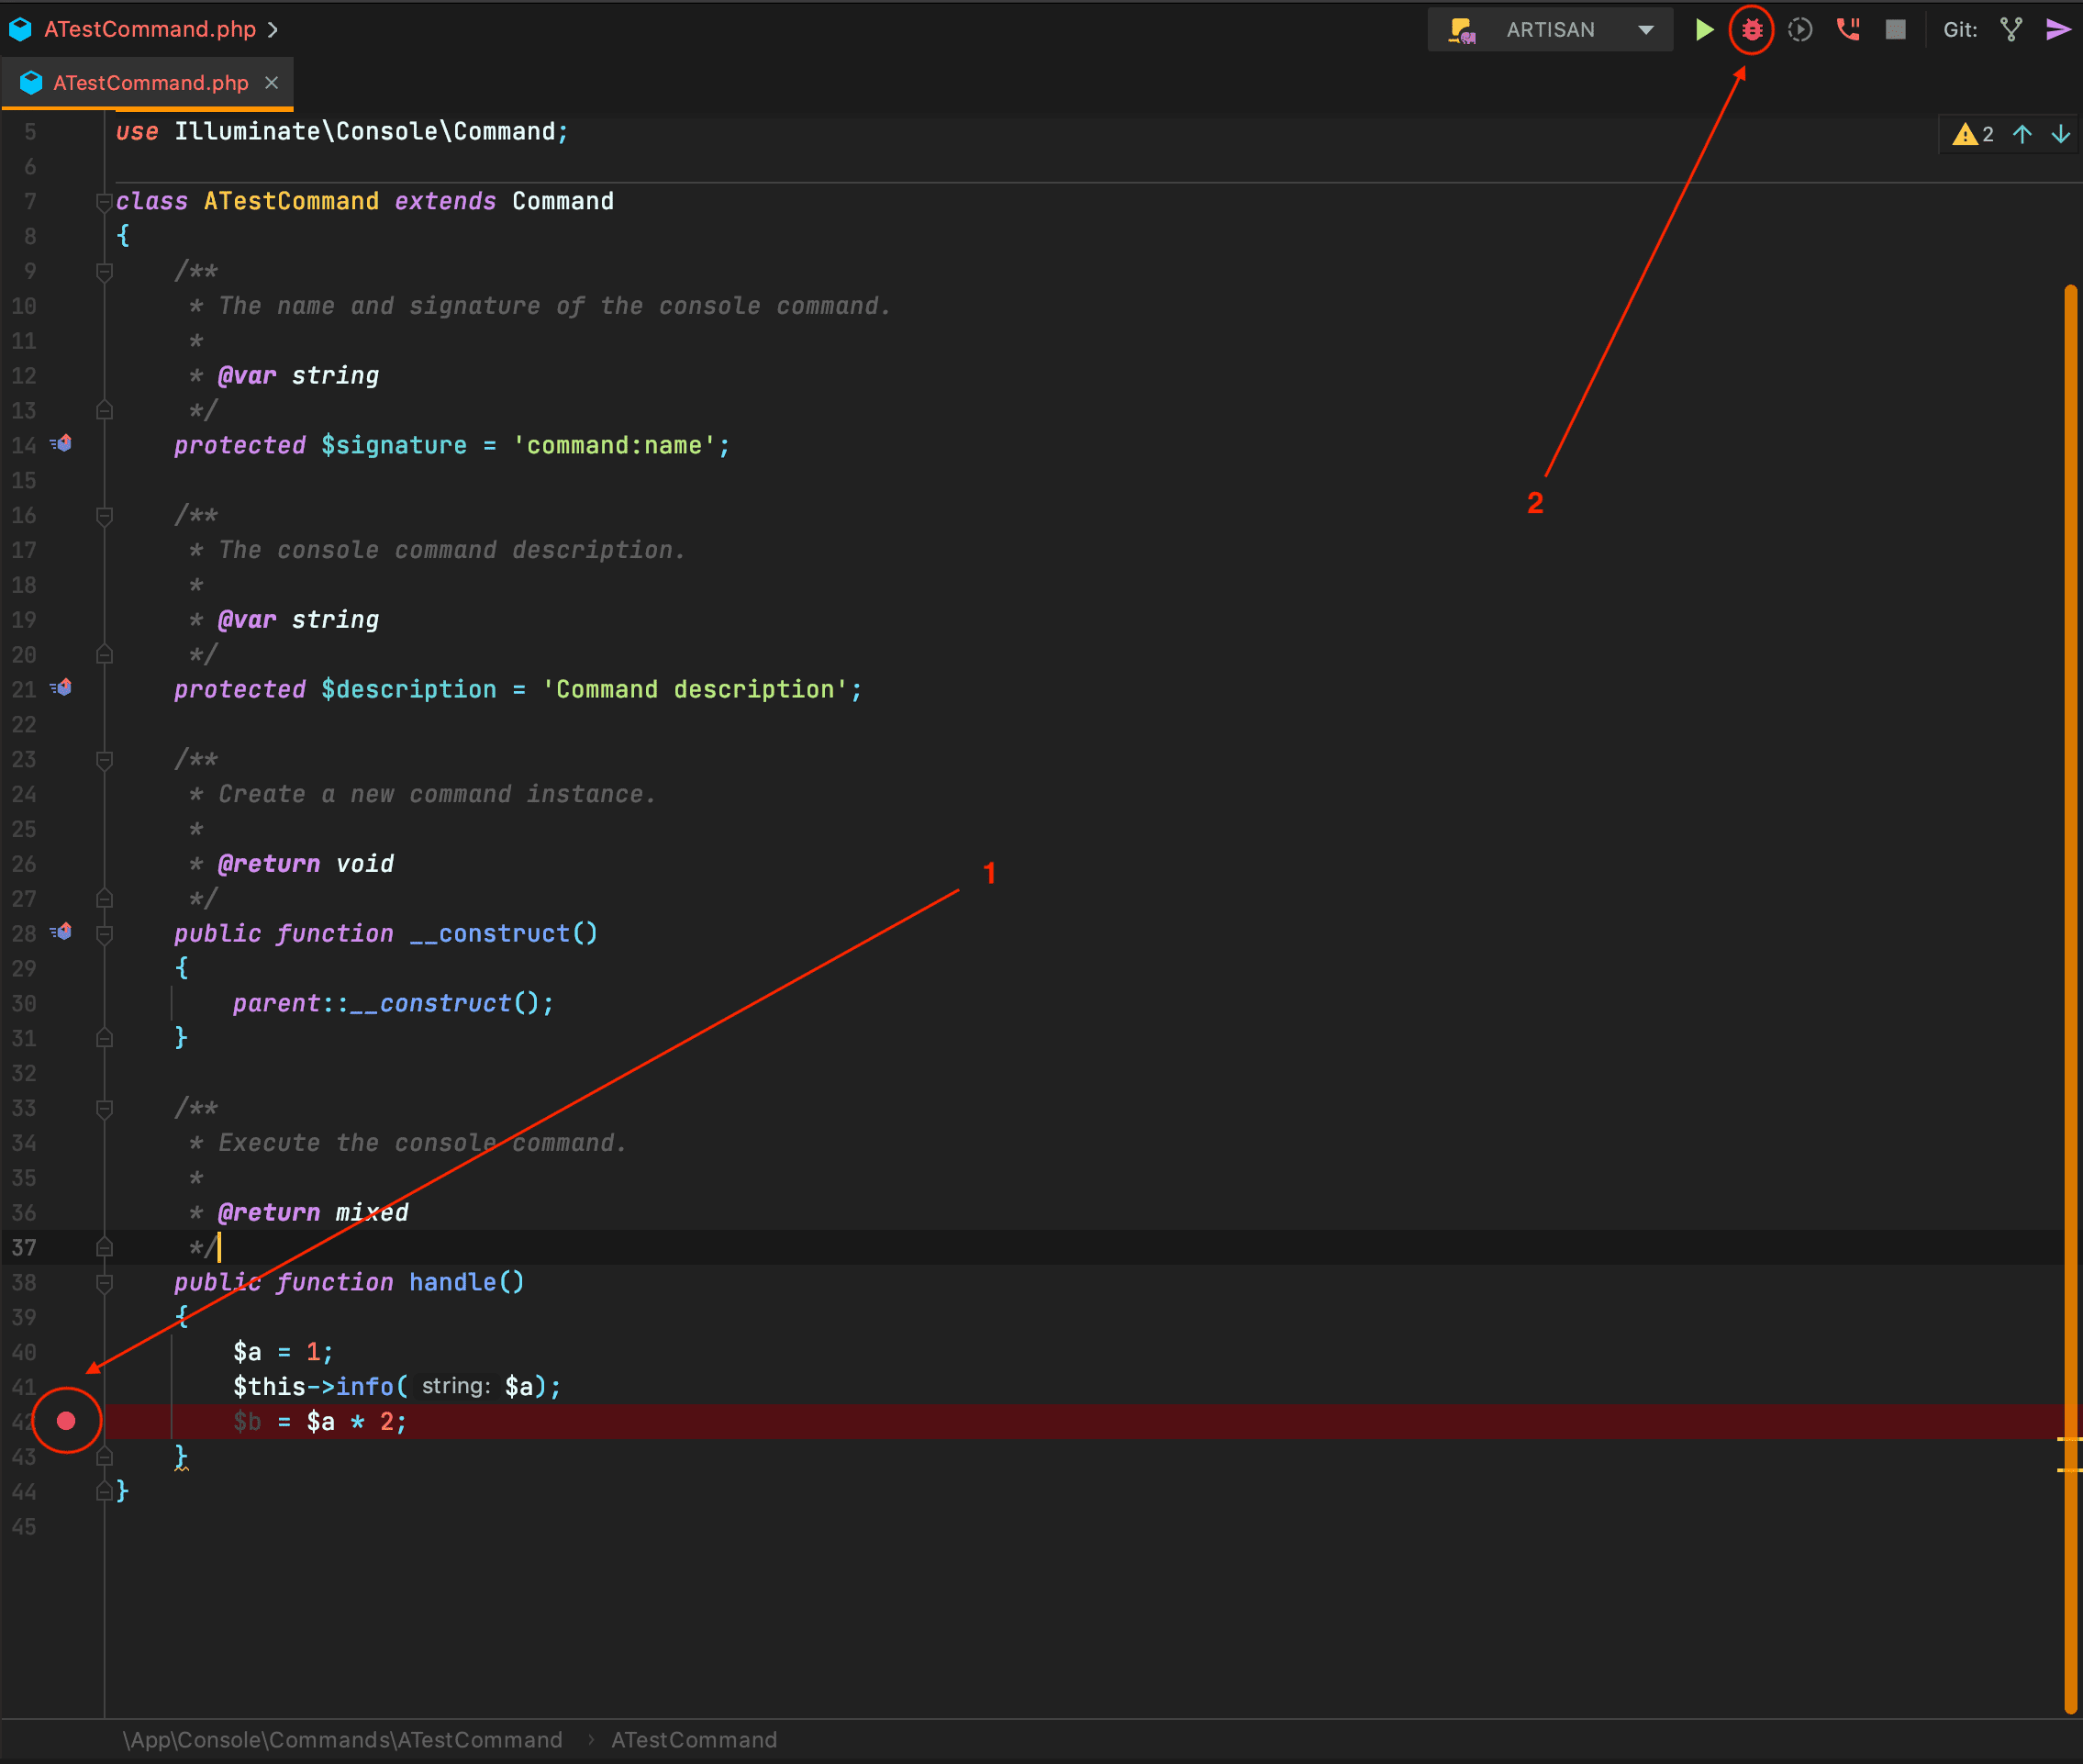 ATestCommand.php
ARTISAN
Git:
ATestCommand.php
2
5 use Illuminate\Console\Command;
6
7 class ATestCommand extends Command
8 {
9     /**
10      * The name and signature of the console command.
11      *
12      * @var string
13      */
14     protected $signature = 'command:name';
15
16     /**
17      * The console command description.
18      *
19      * @var string
20      */
21     protected $description = 'Command description';
22
23     /**
24      * Create a new command instance.
25      *
26      * @return void
27      */
28     public function __construct()
29     {
30         parent::__construct();
31     }
32
33     /**
34      * Execute the console command.
35      *
36      * @return mixed
37      */
38     public function handle()
39     {
40         $a = 1;
41         $this->info( string: $a);
42         $b = $a * 2;
43     }
44 }
45
2
1
\App\Console\Commands\ATestCommand › ATestCommand